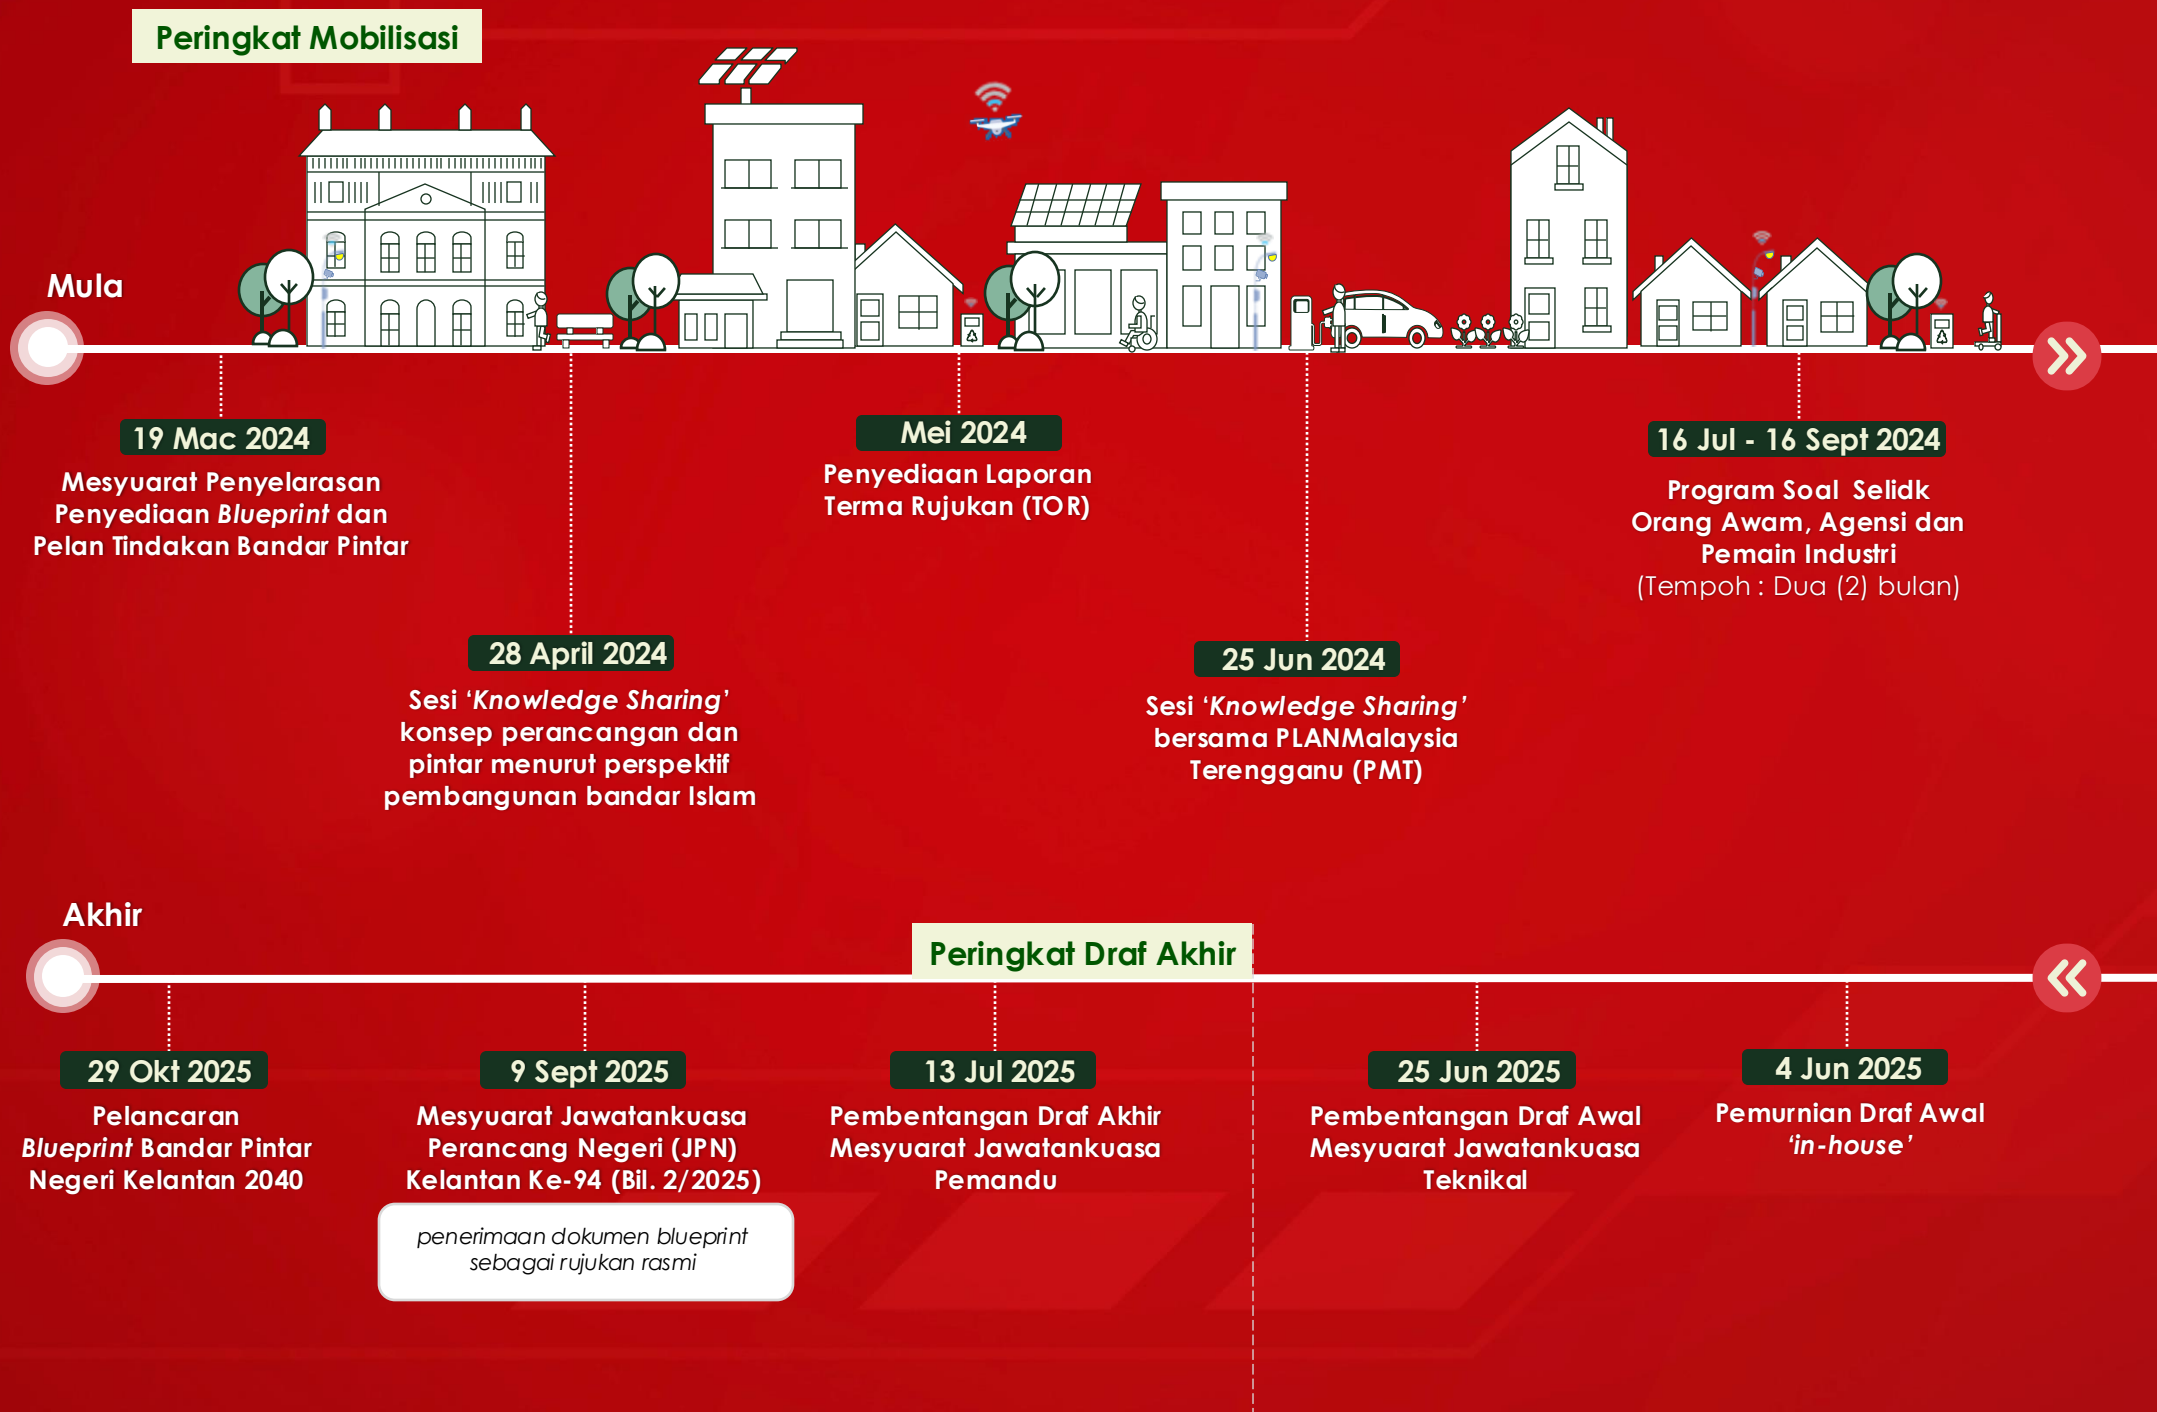 Peringkat Mobilisasi
Mula
19 Mac 2024
Mesyuarat Penyelarasan
Penyediaan Blueprint dan
Pelan Tindakan Bandar Pintar
28 April 2024
Sesi ‘Knowledge Sharing’
konsep perancangan dan
pintar menurut perspektif
pembangunan bandar Islam
Mei 2024
Penyediaan Laporan
Terma Rujukan (TOR)
25 Jun 2024
Sesi ‘Knowledge Sharing’
bersama PLANMalaysia
Terengganu (PMT)
16 Jul - 16 Sept 2024
Program Soal Selidk
Orang Awam, Agensi dan
Pemain Industri
(Tempoh : Dua (2) bulan)
Akhir
Peringkat Draf Akhir
29 Okt 2025
Pelancaran
Blueprint Bandar Pintar
Negeri Kelantan 2040
9 Sept 2025
Mesyuarat Jawatankuasa
Perancang Negeri (JPN)
Kelantan Ke-94 (Bil. 2/2025)
penerimaan dokumen blueprint
sebagai rujukan rasmi
13 Jul 2025
Pembentangan Draf Akhir
Mesyuarat Jawatankuasa
Pemandu
25 Jun 2025
Pembentangan Draf Awal
Mesyuarat Jawatankuasa
Teknikal
4 Jun 2025
Pemurnian Draf Awal
‘in-house’